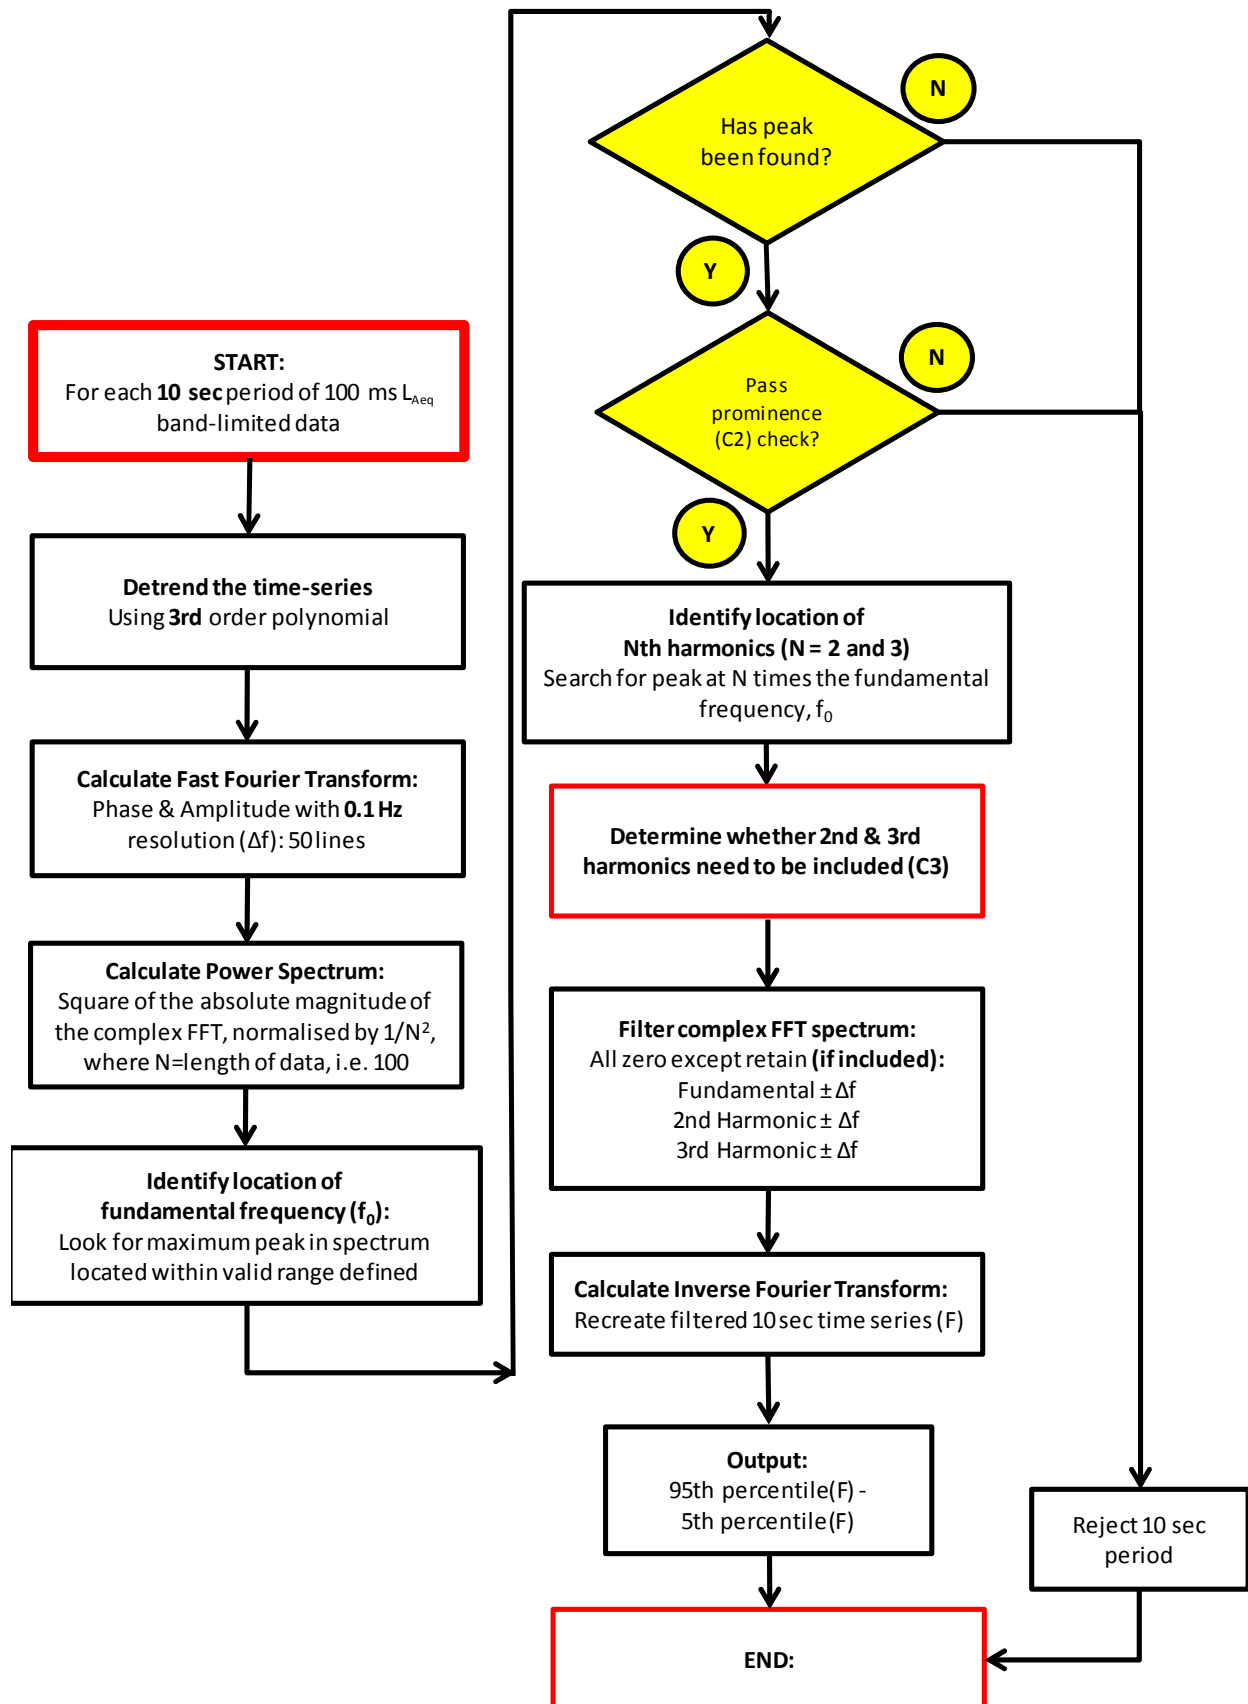 START:
For each 10 sec period of 100 ms LAeq
band-limited data
Detrend the time-series
Using 3rd order polynomial
Calculate Fast Fourier Transform:
Phase & Amplitude with 0.1 Hz
resolution (Δf): 50 lines
Calculate Power Spectrum:
Square of the absolute magnitude of
the complex FFT, normalised by 1/N²,
where N=length of data, i.e. 100
Identify location of
fundamental frequency (f₀):
Look for maximum peak in spectrum
located within valid range defined
Has peak
been found?
N
Y
Pass
prominence
(C2) check?
N
Y
Identify location of
Nth harmonics (N = 2 and 3)
Search for peak at N times the fundamental
frequency, f₀
Determine whether 2nd & 3rd
harmonics need to be included (C3)
Filter complex FFT spectrum:
All zero except retain (if included):
Fundamental ± Δf
2nd Harmonic ± Δf
3rd Harmonic ± Δf
Calculate Inverse Fourier Transform:
Recreate filtered 10 sec time series (F)
Output:
95th percentile(F) -
5th percentile(F)
Reject 10 sec
period
END: